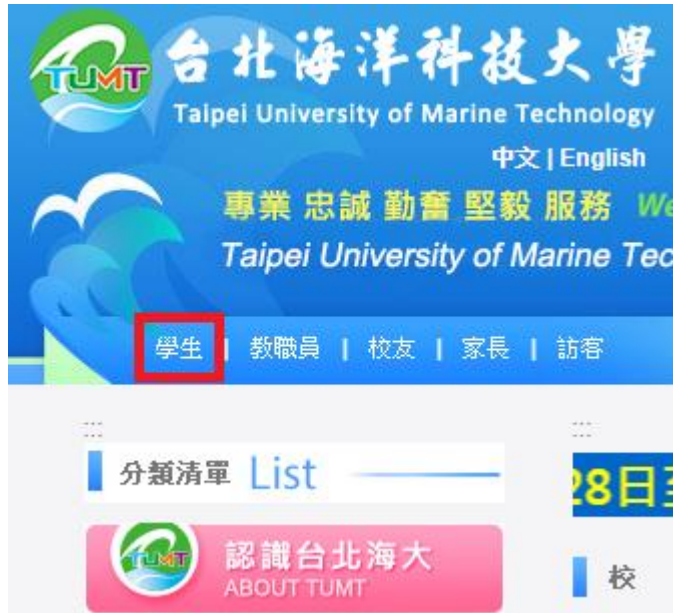 TUMT
台北海洋科技大學
Taipei University of Marine Technology
中文 | English
專業 忠誠 勤奮 堅毅 服務 We
Taipei University of Marine Tec
學生 | 教職員 | 校友 | 家長 | 訪客
分類清單 List
28日至
TUMT
認識台北海大
ABOUT TUMT
校